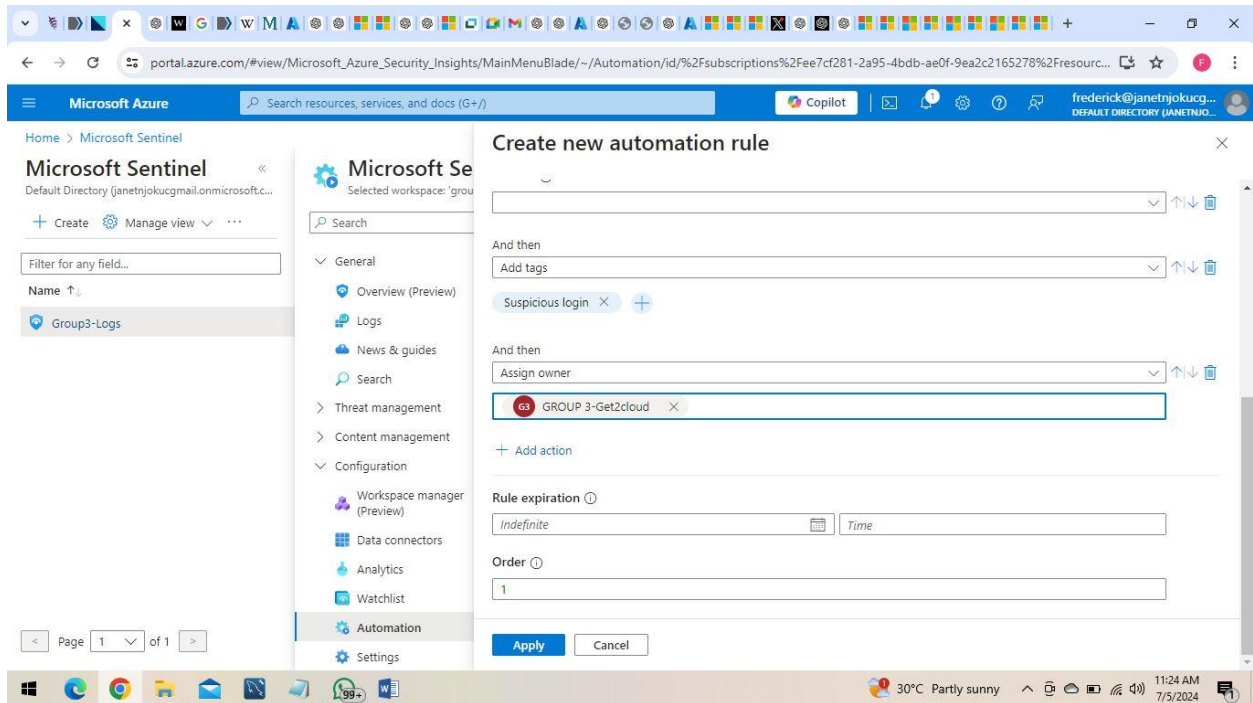 portal.azure.com/#view/Microsoft_Azure_Security_Insights/MainMenuBlade/~/Automation/id/%2Fsubscriptions%2Fee7cf281-2a95-4bdb-ae0f-9ea2c2165278%2Fresourc...
F
Microsoft Azure
Search resources, services, and docs (G+/)
Copilot
1
frederick@janetnjokucg...
DEFAULT DIRECTORY (JANETNJO...
Home > Microsoft Sentinel
Microsoft Sentinel
«
Default Directory (janetnjokucgmail.onmicrosoft.c...
+ Create
Manage view
...
Filter for any field...
Name ↑↓
Group3-Logs
< Page 1 of 1 >
Microsoft Se
Selected workspace: 'grou
Search
General
Overview (Preview)
Logs
News & guides
Search
Threat management
Content management
Configuration
Workspace manager
(Preview)
Data connectors
Analytics
Watchlist
Automation
Settings
Create new automation rule
And then
Add tags
Suspicious login
And then
Assign owner
G3 GROUP 3-Get2cloud
+ Add action
Rule expiration
Indefinite
Time
Order
1
Apply
Cancel
99+
30°C Partly sunny
11:24 AM
7/5/2024
1